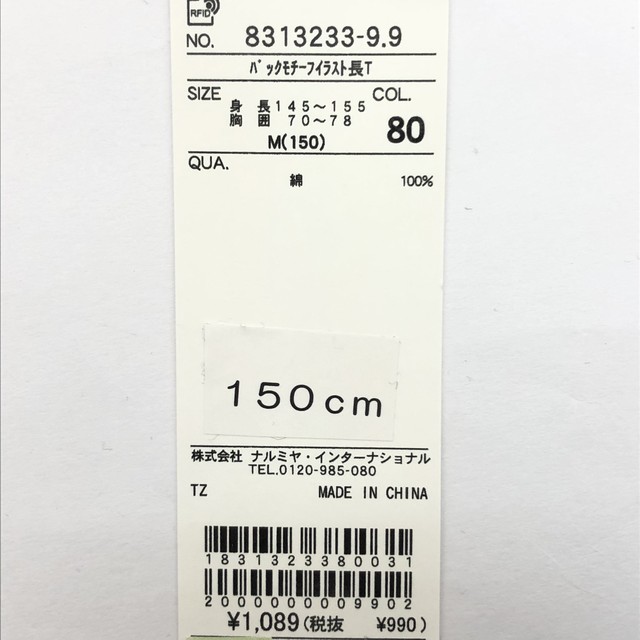 RFiD
NO. 8313233-9.9
ﾊﾞｯｸﾓﾁｰﾌｲﾗｽﾄ長T
SIZE COL.
身 長145～155
胸 囲 70～78
M(150)
80
QUA.
綿 100%
150cm
株式会社 ナルミヤ・インターナショナル
TEL.0120-985-080
TZ MADE IN CHINA
1831323380031
2000000009902
¥1,089(税抜 ¥990)